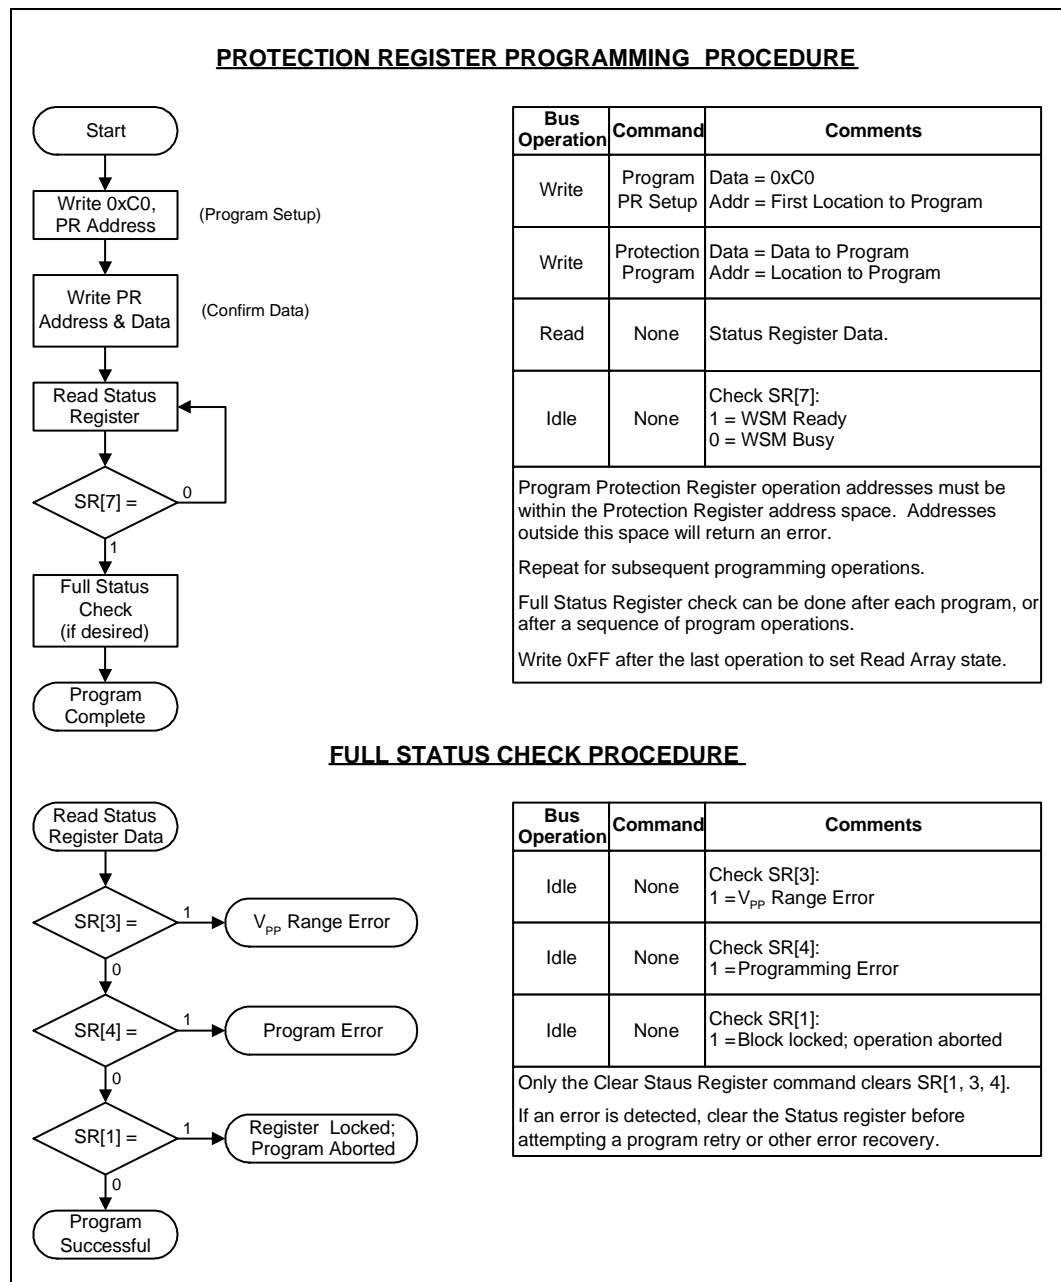 PROTECTION REGISTER PROGRAMMING PROCEDURE
Start
Write 0xC0,
PR Address
(Program Setup)
Write PR
Address & Data
(Confirm Data)
Read Status
Register
SR[7] =
0
1
Full Status
Check
(if desired)
Program
Complete
Bus
Operation
Command
Comments
Write
Program
PR Setup
Data = 0xC0
Addr = First Location to Program
Write
Protection
Program
Data = Data to Program
Addr = Location to Program
Read
None
Status Register Data.
Idle
None
Check SR[7]:
1 = WSM Ready
0 = WSM Busy
Program Protection Register operation addresses must be
within the Protection Register address space. Addresses
outside this space will return an error.
Repeat for subsequent programming operations.
Full Status Register check can be done after each program, or
after a sequence of program operations.
Write 0xFF after the last operation to set Read Array state.
FULL STATUS CHECK PROCEDURE
Read Status
Register Data
SR[3] =
1
VPP Range Error
0
SR[4] =
1
Program Error
0
SR[1] =
1
Register Locked;
Program Aborted
0
Program
Successful
Bus
Operation
Command
Comments
Idle
None
Check SR[3]:
1 =VPP Range Error
Idle
None
Check SR[4]:
1 =Programming Error
Idle
None
Check SR[1]:
1 =Block locked; operation aborted
Only the Clear Staus Register command clears SR[1, 3, 4].
If an error is detected, clear the Status register before
attempting a program retry or other error recovery.